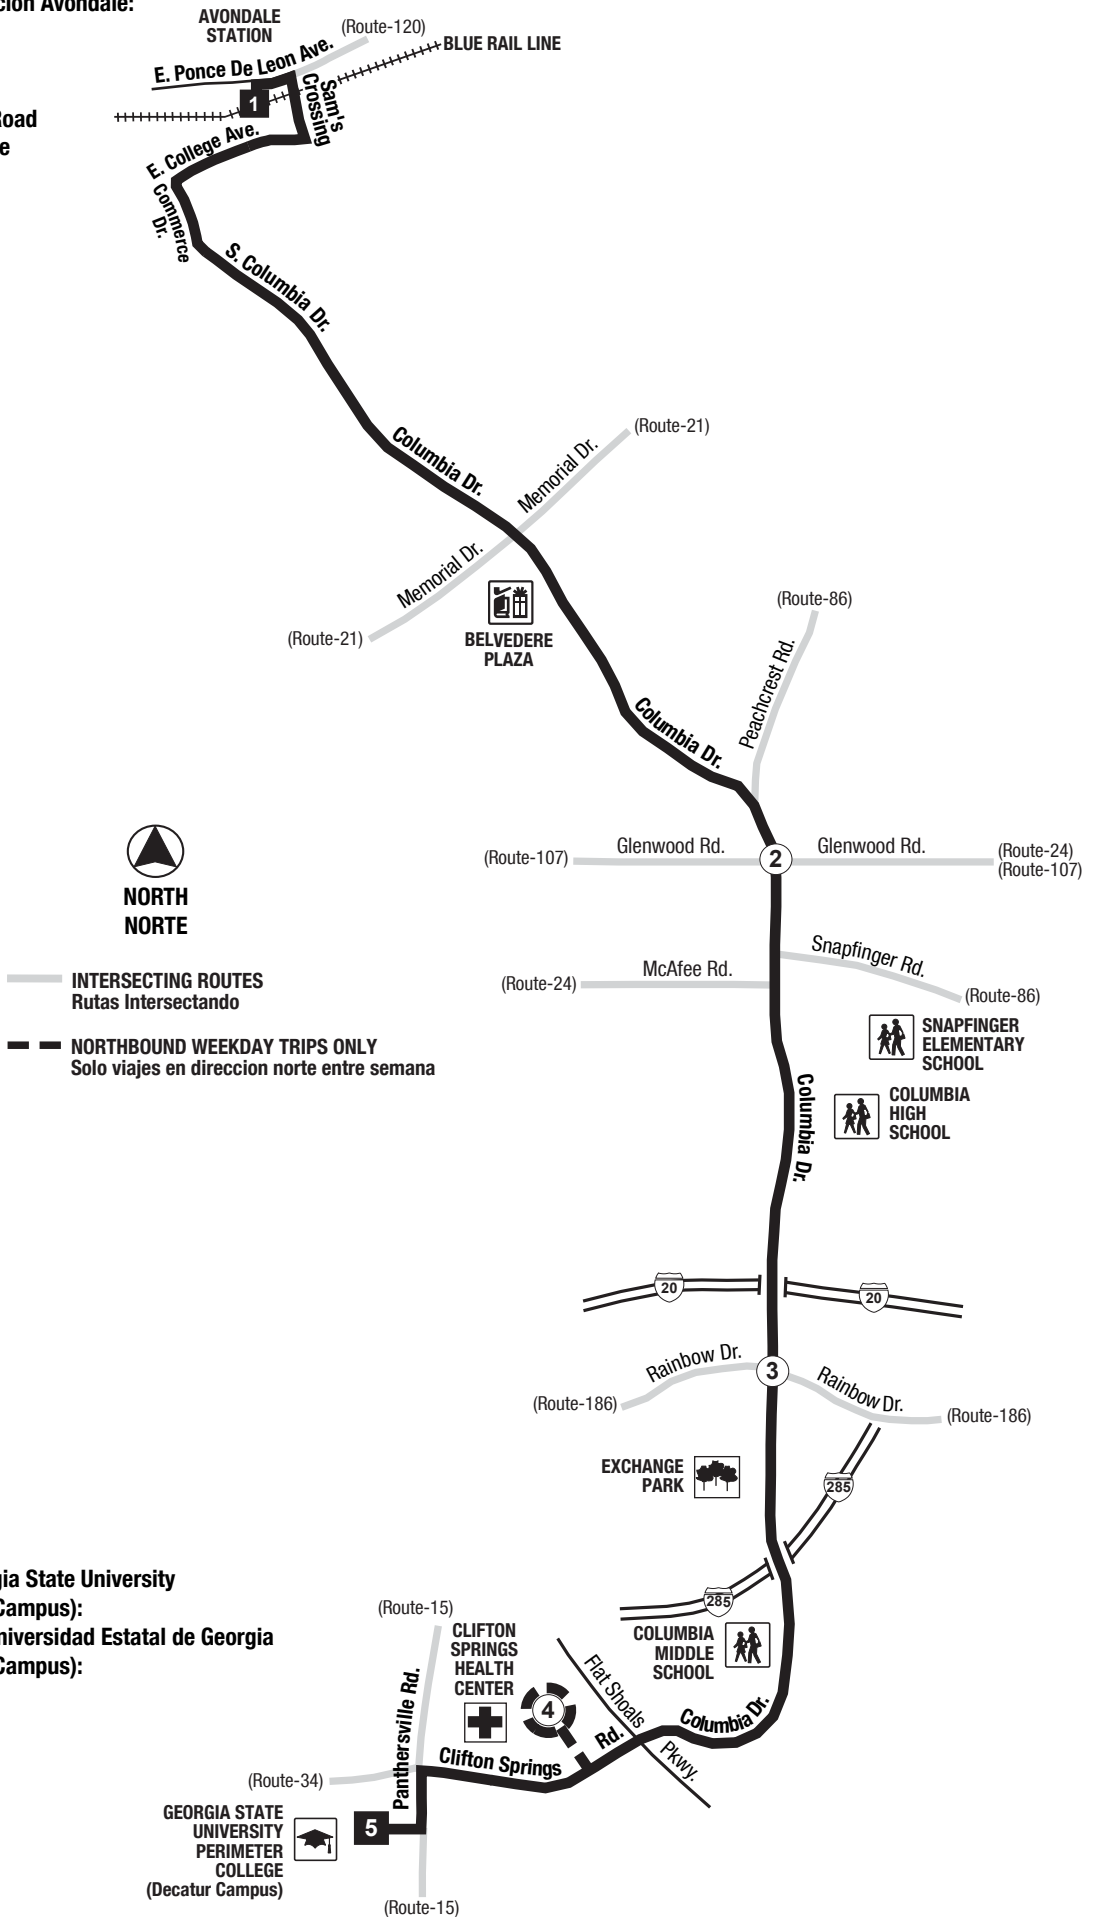 ción Avondale:
AVONDALE
STATION
(Route-120)
BLUE RAIL LINE
E. Ponce De Leon Ave.
1
Sam's
Crossing
oad
e
E. College Ave.
Commerce
Dr.
S. Columbia Dr.
Columbia Dr.
Memorial Dr.
(Route-21)
Memorial Dr.
(Route-21)
BELVEDERE
PLAZA
(Route-86)
Peachcrest Rd.
Columbia Dr.
(Route-107)
Glenwood Rd.
2
Glenwood Rd.
(Route-24)
(Route-107)
NORTH
NORTE
INTERSECTING ROUTES
Rutas Intersectando
NORTHBOUND WEEKDAY TRIPS ONLY
Solo viajes en direccion norte entre semana
Snapfinger Rd.
McAfee Rd.
(Route-24)
(Route-86)
SNAPFINGER
ELEMENTARY
SCHOOL
COLUMBIA
HIGH
SCHOOL
Columbia Dr.
20
20
Rainbow Dr.
3
Rainbow Dr.
(Route-186)
(Route-186)
EXCHANGE
PARK
285
285
gia State University
Campus):
niversidad Estatal de Georgia
Campus):
(Route-15)
CLIFTON
SPRINGS
HEALTH
CENTER
COLUMBIA
MIDDLE
SCHOOL
Panthersville Rd.
4
Flat Shoals
Pkwy.
Columbia Dr.
Clifton Springs
Rd.
(Route-34)
GEORGIA STATE
UNIVERSITY
PERIMETER
COLLEGE
(Decatur Campus)
5
(Route-15)